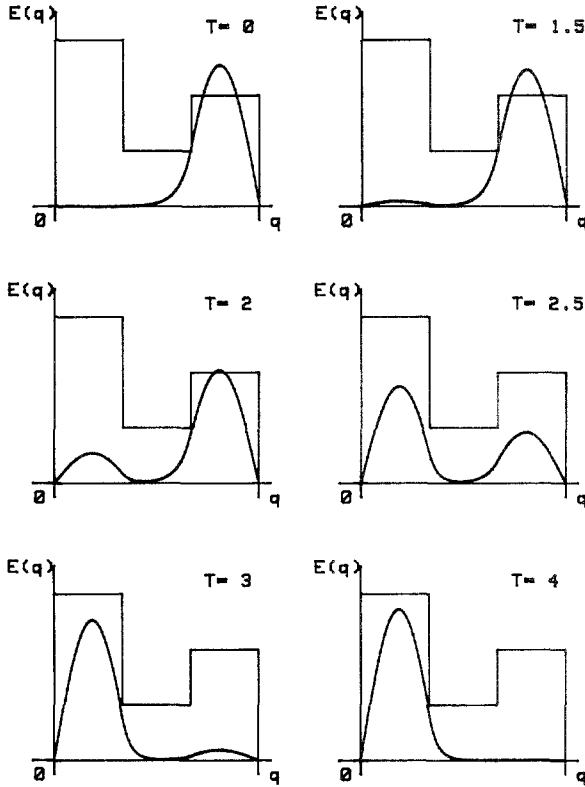 E(q) T= 0
0 q
E(q) T= 1.5
0 q
E(q) T= 2
0 q
E(q) T= 2.5
0 q
E(q) T= 3
0 q
E(q) T= 4
0 q